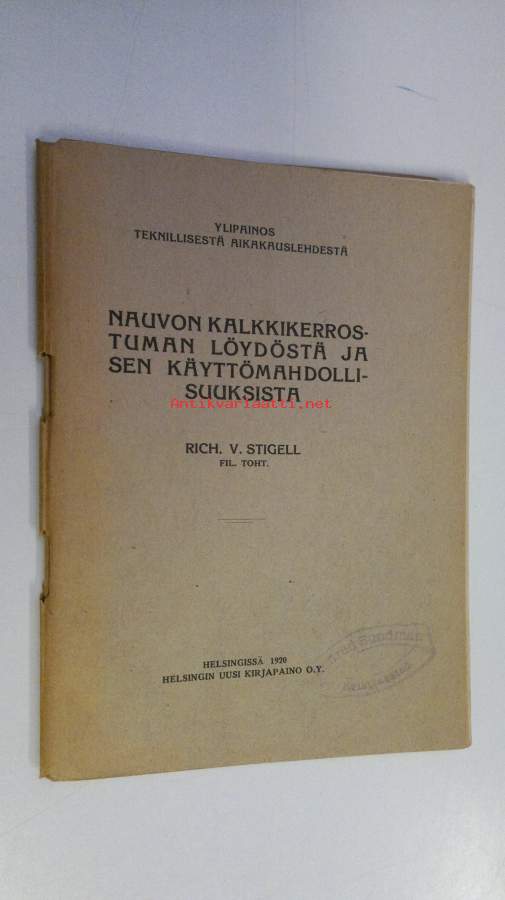 YLIPAINOS
TEKNILLISESTÄ AIKAKAUSLEHDESTÄ
NAUVON KALKKIKERROS-
TUMAN LÖYDÖSTÄ JA
SEN KÄYTTÖMAHDOLLI-
SUUKSISTA
Antikvariaatti.net
RICH. V. STIGELL
FIL. TOHT.
HELSINGISSÄ 1920
HELSINGIN UUSI KIRJAPAINO O.Y.